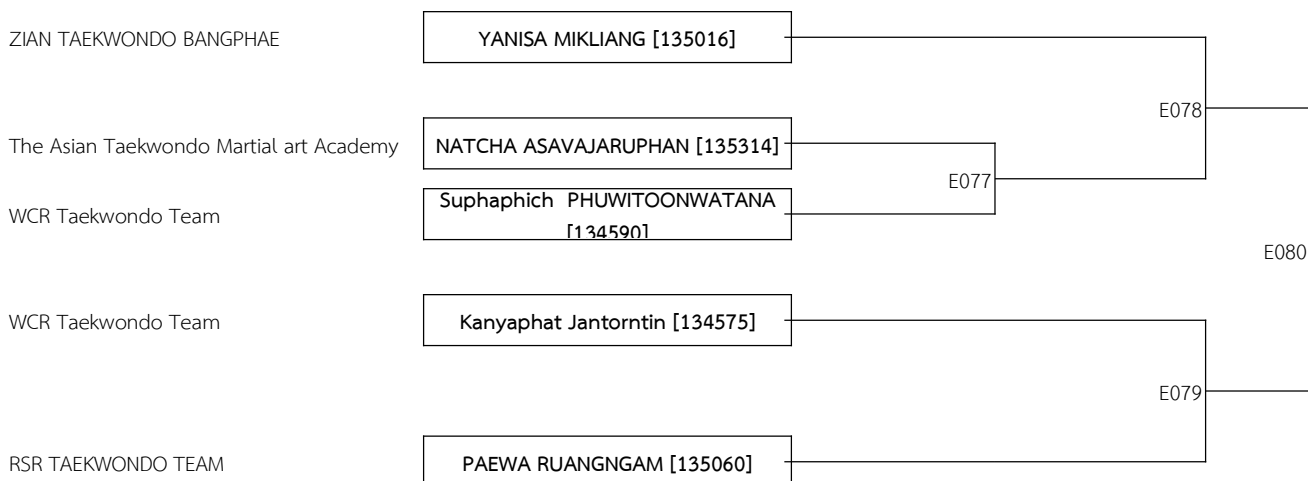 ZIAN TAEKWONDO BANGPHAE
YANISA MIKLIANG [135016]
E078
The Asian Taekwondo Martial art Academy
NATCHA ASAVAJARUPHAN [135314]
E077
WCR Taekwondo Team
Suphaphich PHUWITOONWATANA
[134590]
E080
WCR Taekwondo Team
Kanyaphat Jantorntin [134575]
E079
RSR TAEKWONDO TEAM
PAEWA RUANGNGAM [135060]